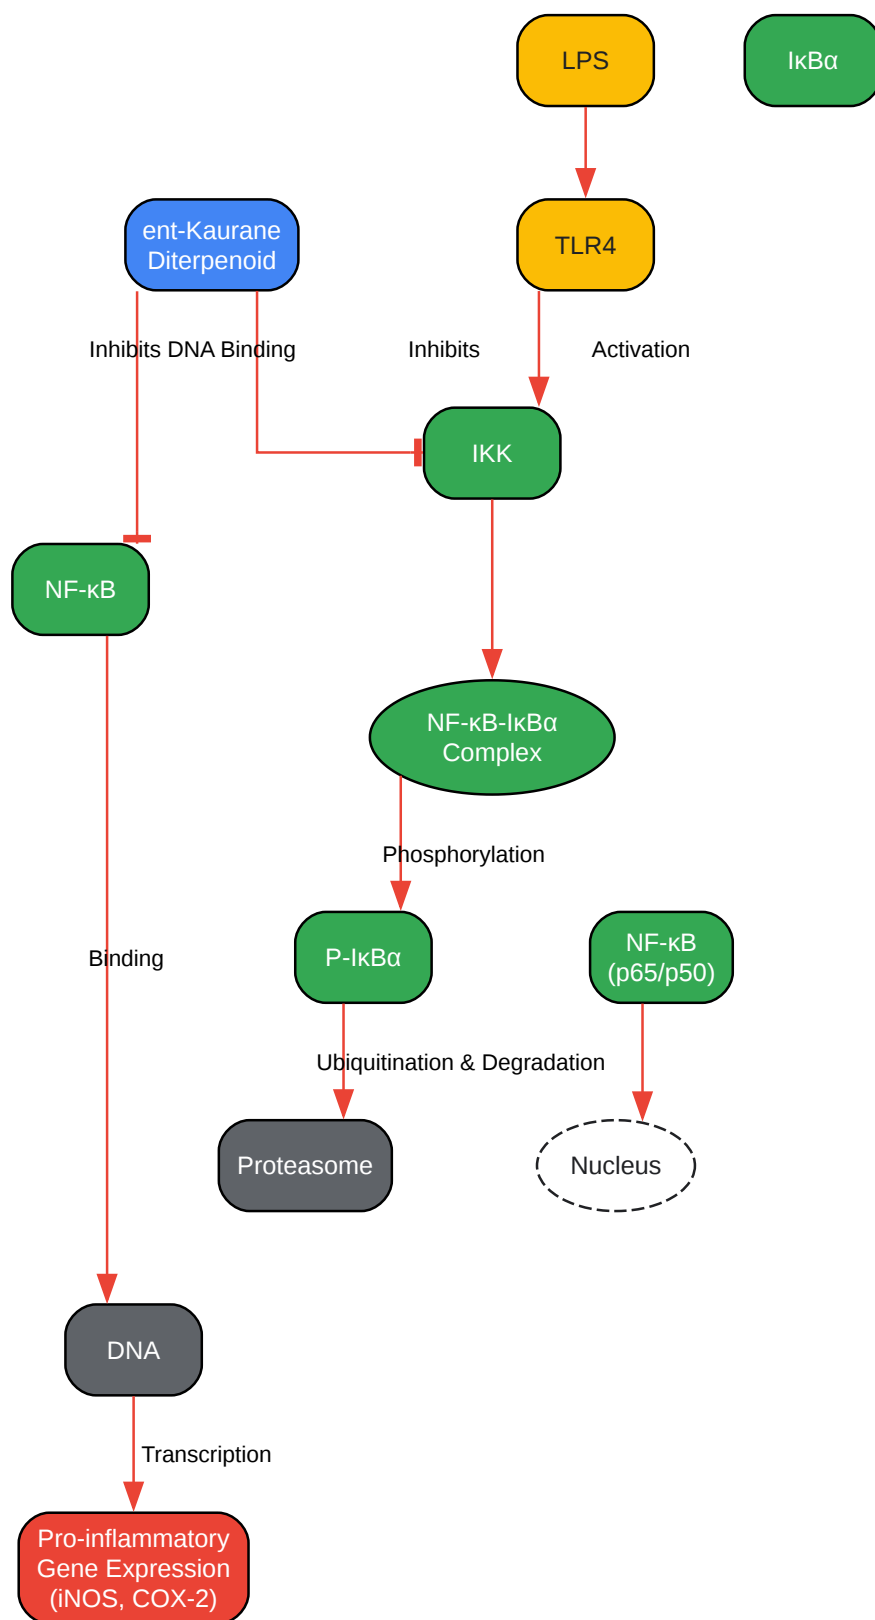 LPS
IκBα
ent-Kaurane
Diterpenoid
TLR4
Inhibits DNA Binding
Inhibits
Activation
IKK
NF-κB
NF-κB-IκBα
Complex
Phosphorylation
P-IκBα
NF-κB
(p65/p50)
Binding
Ubiquitination & Degradation
Proteasome
Nucleus
DNA
Transcription
Pro-inflammatory
Gene Expression
(iNOS, COX-2)